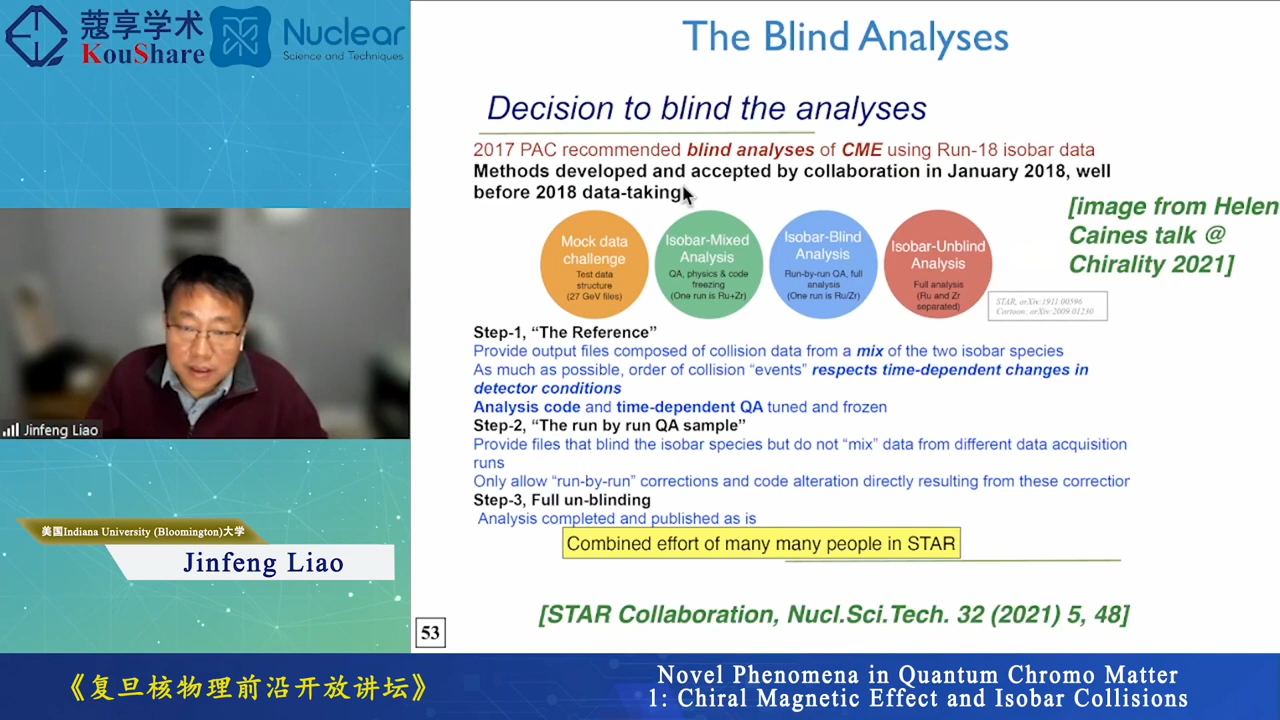 蔻享学术
KouShare
Nuclear
Science and Techniques
The Blind Analyses
Decision to blind the analyses
2017 PAC recommended blind analyses of CME using Run-18 isobar data
Methods developed and accepted by collaboration in January 2018, well
before 2018 data-taking
[image from Helen
Caines talk @
Chirality 2021]
Mock data
challenge
Test data
structure
(27 GeV files)
Isobar-Mixed
Analysis
QA, physics & code
freezing
(One run is Ru+Zr)
Isobar-Blind
Analysis
Run-by-run QA, full
analysis
(One run is Ru/Zr)
Isobar-Unblind
Analysis
Full analysis
(Ru and Zr
separated)
STAR, arXiv:1911.00596
Cartoon: arXiv:2009.01230
Step-1, “The Reference”
Provide output files composed of collision data from a mix of the two isobar species
As much as possible, order of collision “events” respects time-dependent changes in
detector conditions
Analysis code and time-dependent QA tuned and frozen
Step-2, “The run by run QA sample”
Provide files that blind the isobar species but do not “mix” data from different data acquisition
runs
Only allow “run-by-run” corrections and code alteration directly resulting from these correction
Step-3, Full un-blinding
Analysis completed and published as is
Combined effort of many many people in STAR
[STAR Collaboration, Nucl.Sci.Tech. 32 (2021) 5, 48]
53
Jinfeng Liao
美国Indiana University (Bloomington)大学
Jinfeng Liao
《复旦核物理前沿开放讲坛》
Novel Phenomena in Quantum Chromo Matter
1: Chiral Magnetic Effect and Isobar Collisions